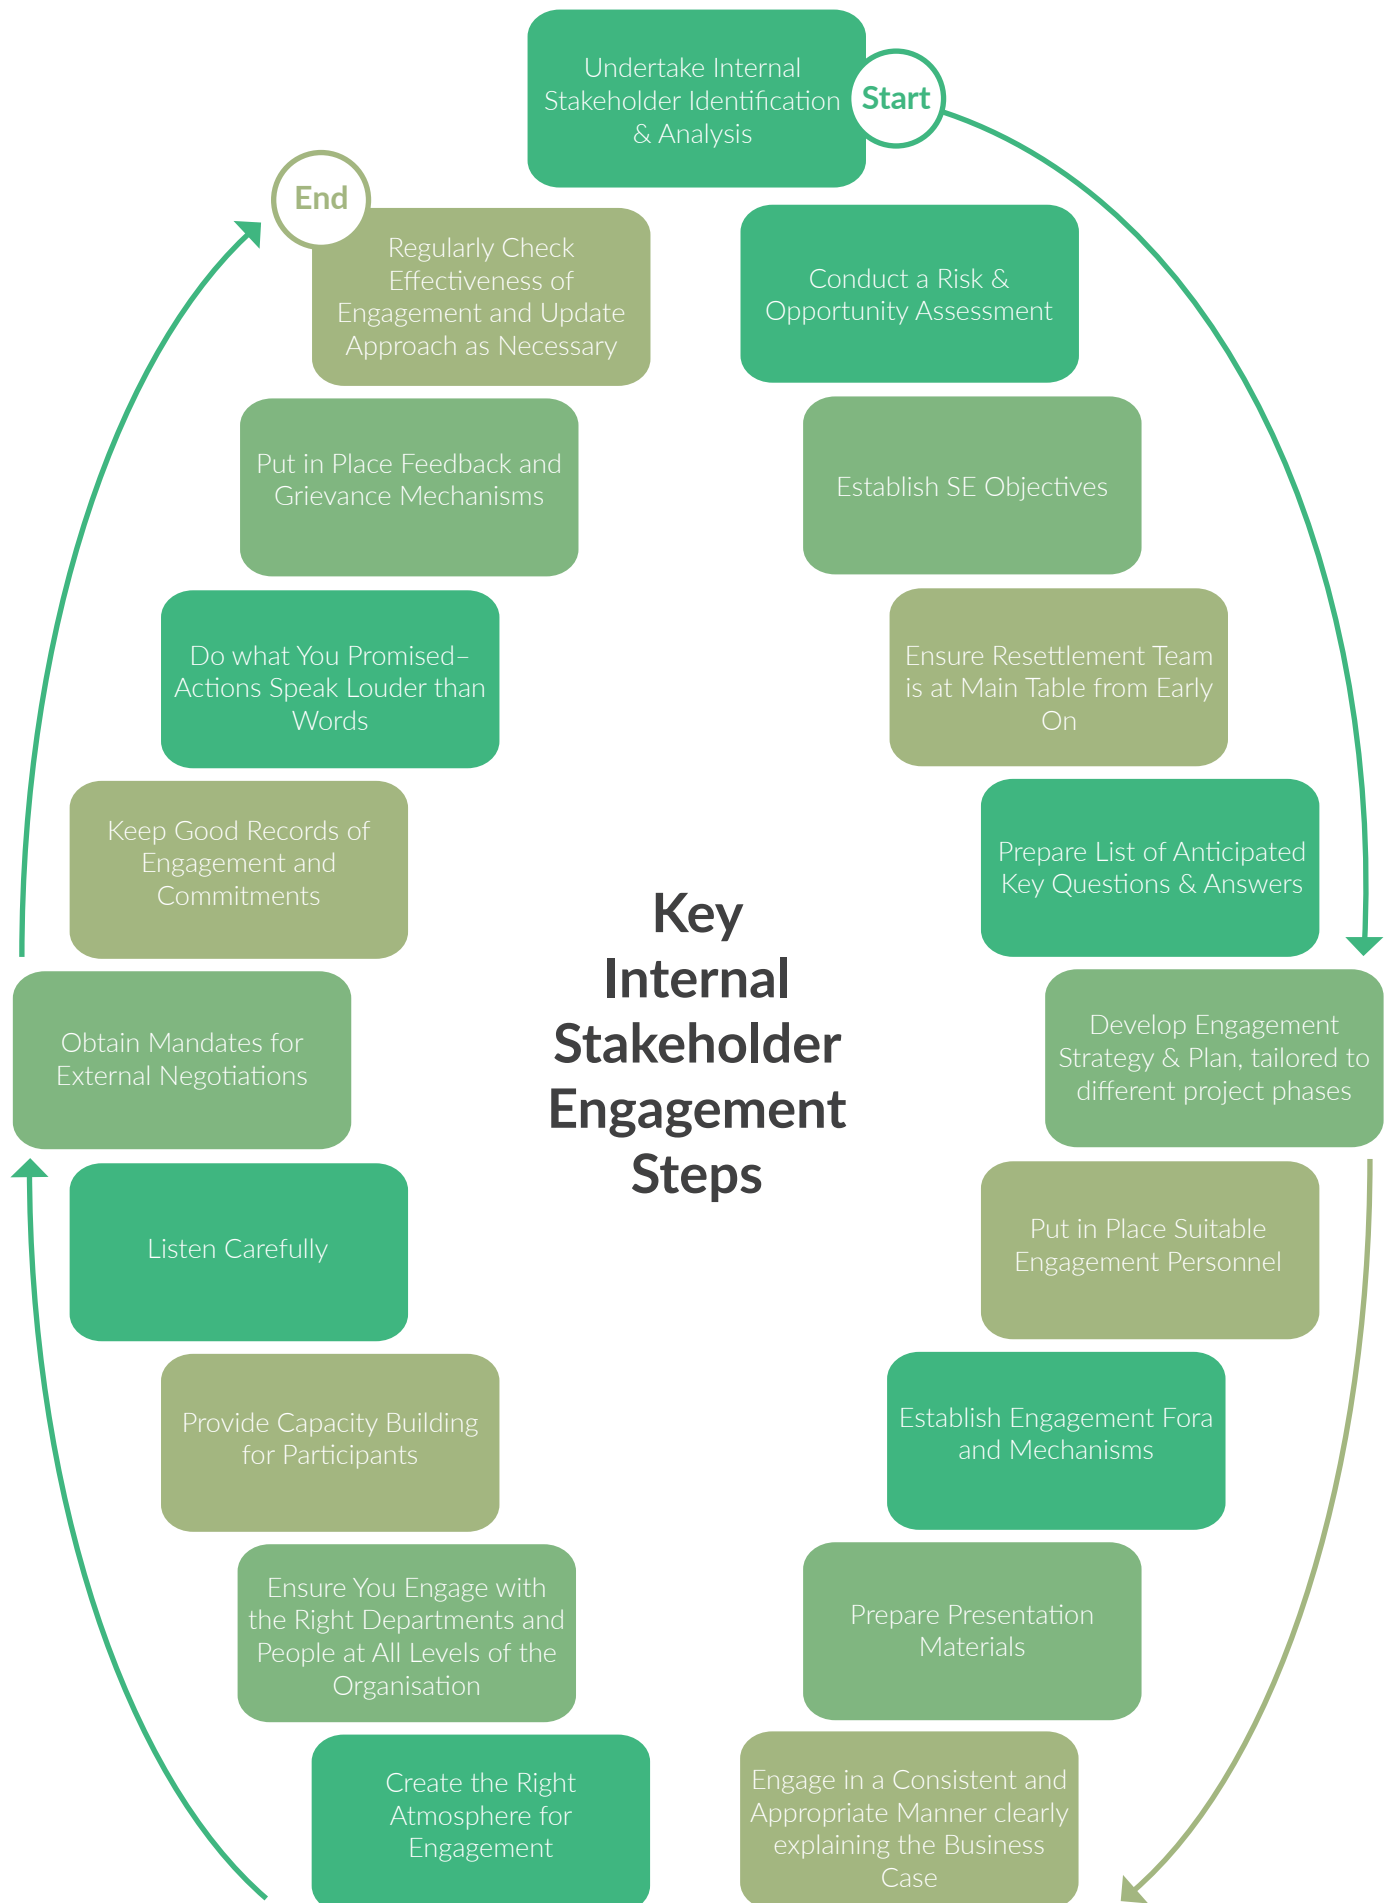 Undertake Internal
Stakeholder Identification
& Analysis
Start
Conduct a Risk &
Opportunity Assessment
Establish SE Objectives
Ensure Resettlement Team
is at Main Table from Early
On
Prepare List of Anticipated
Key Questions & Answers
Develop Engagement
Strategy & Plan, tailored to
different project phases
Put in Place Suitable
Engagement Personnel
Establish Engagement Fora
and Mechanisms
Prepare Presentation
Materials
Engage in a Consistent and
Appropriate Manner clearly
explaining the Business
Case
Create the Right
Atmosphere for
Engagement
Ensure You Engage with
the Right Departments and
People at All Levels of the
Organisation
Provide Capacity Building
for Participants
Listen Carefully
Obtain Mandates for
External Negotiations
Keep Good Records of
Engagement and
Commitments
Do what You Promised–
Actions Speak Louder than
Words
Put in Place Feedback and
Grievance Mechanisms
Regularly Check
Effectiveness of
Engagement and Update
Approach as Necessary
End
Key
Internal
Stakeholder
Engagement
Steps